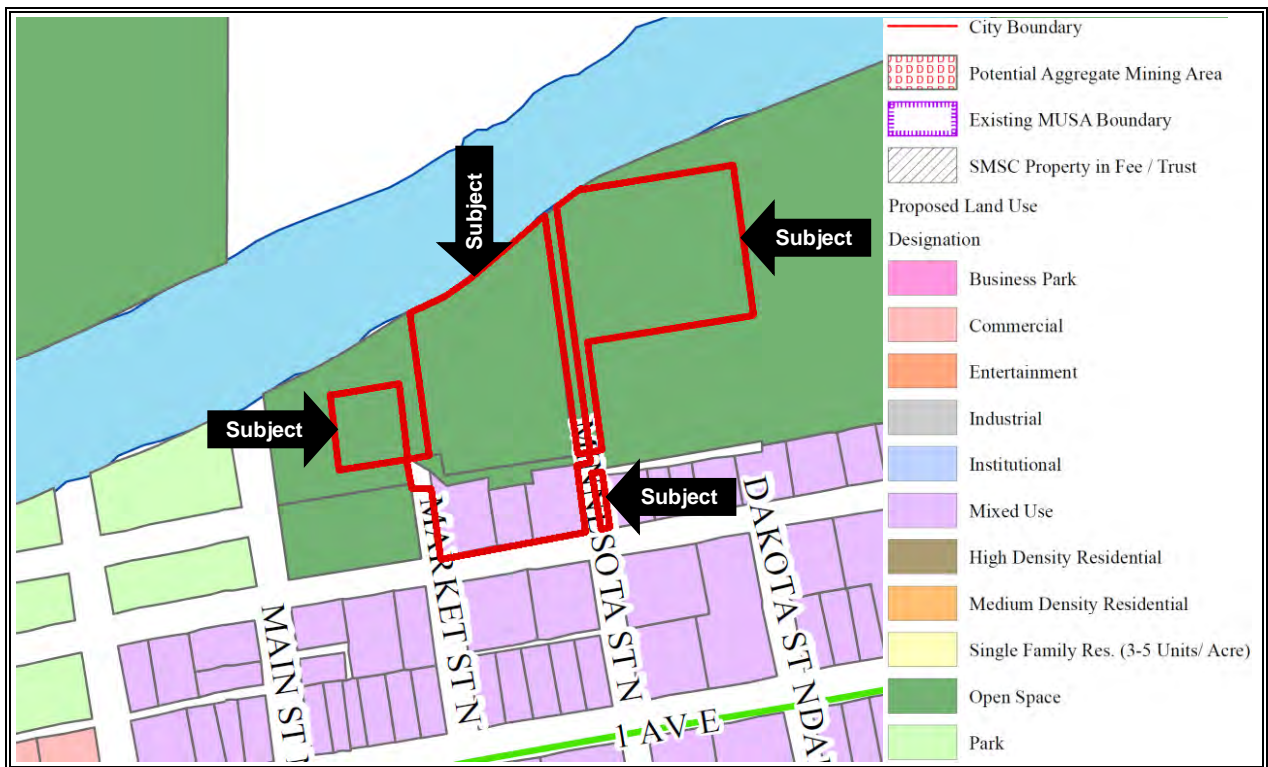 City Boundary
Potential Aggregate Mining Area
Existing MUSA Boundary
SMSC Property in Fee / Trust
Proposed Land Use
Designation
Business Park
Commercial
Entertainment
Industrial
Institutional
Mixed Use
High Density Residential
Medium Density Residential
Single Family Res. (3-5 Units/ Acre)
Open Space
Park
Subject
Subject
Subject
Subject
MAIN ST
MARKET ST N
MINNESOTA ST N
DAKOTA ST N
1 AV E